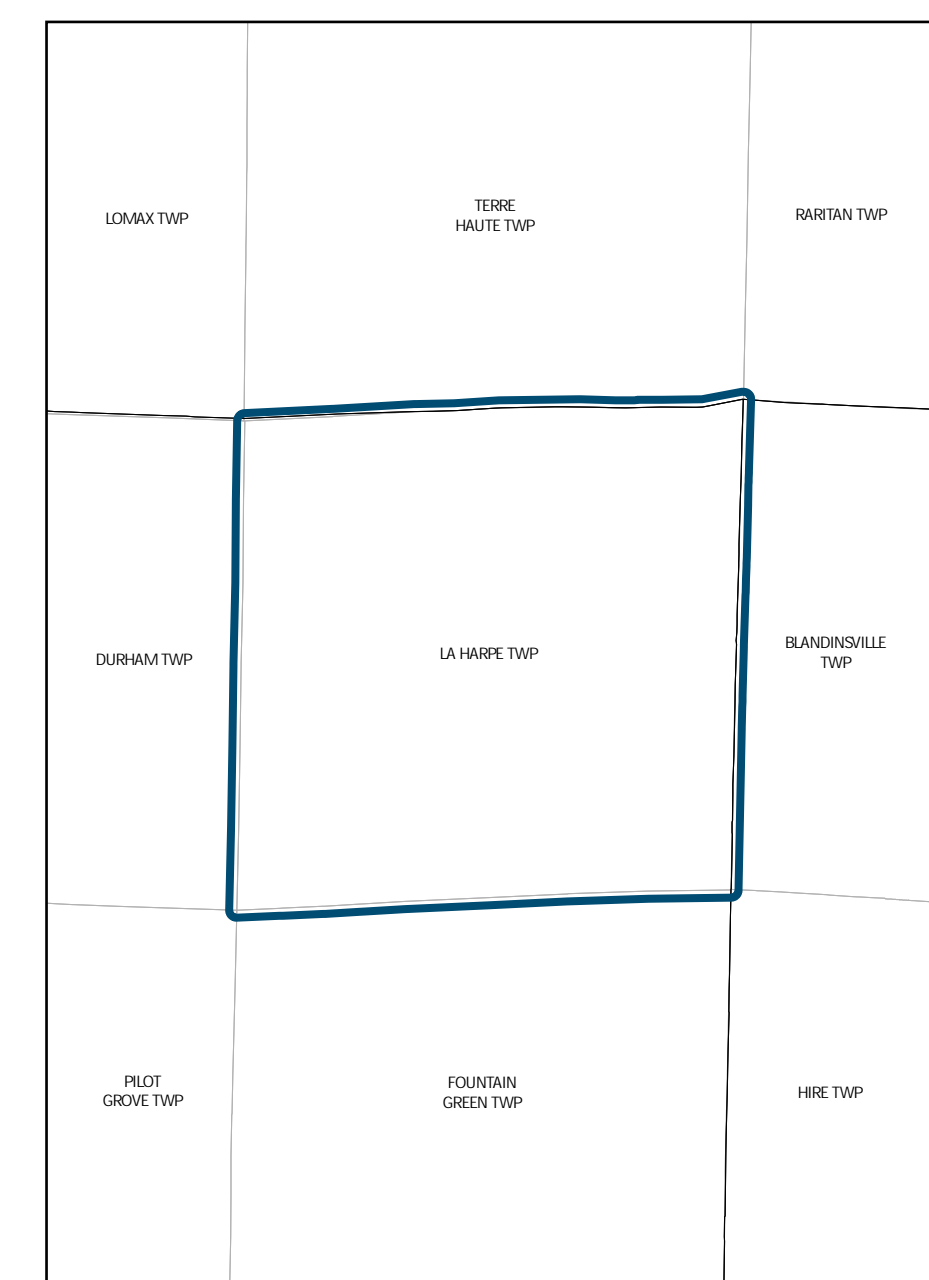 LOMAX TWP
TERRE
HAUTE TWP
RARITAN TWP
DURHAM TWP
LA HARPE TWP
BLANDINSVILLE
TWP
PILOT
GROVE TWP
FOUNTAIN
GREEN TWP
HIRE TWP